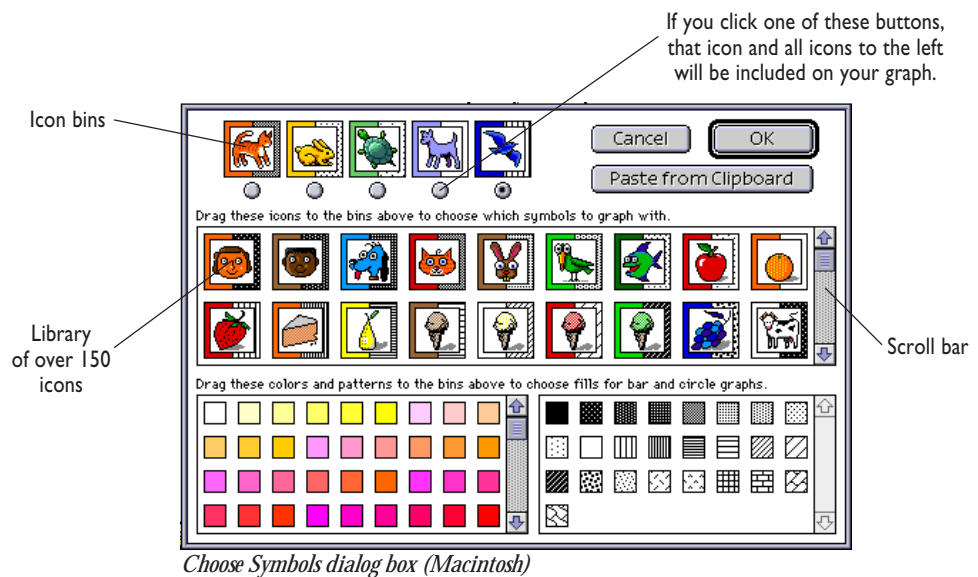 If you click one of these buttons,
that icon and all icons to the left
will be included on your graph.
Icon bins
Cancel
OK
Paste from Clipboard
Drag these icons to the bins above to choose which symbols to graph with.
Library
of over 150
icons
Scroll bar
Drag these colors and patterns to the bins above to choose fills for bar and circle graphs.
Choose Symbols dialog box (Macintosh)